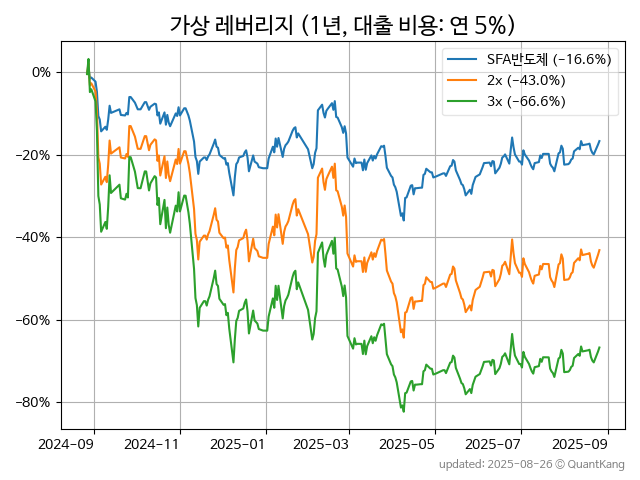 가상 레버리지 (1년, 대출 비용: 연 5%)
SFA반도체 (−16.6%)
2x (−43.0%)
3x (−66.6%)
0%
−20%
−40%
−60%
−80%
2024-09 2024-11 2025-01 2025-03 2025-05 2025-07 2025-09
updated: 2025-08-26 © QuantKang